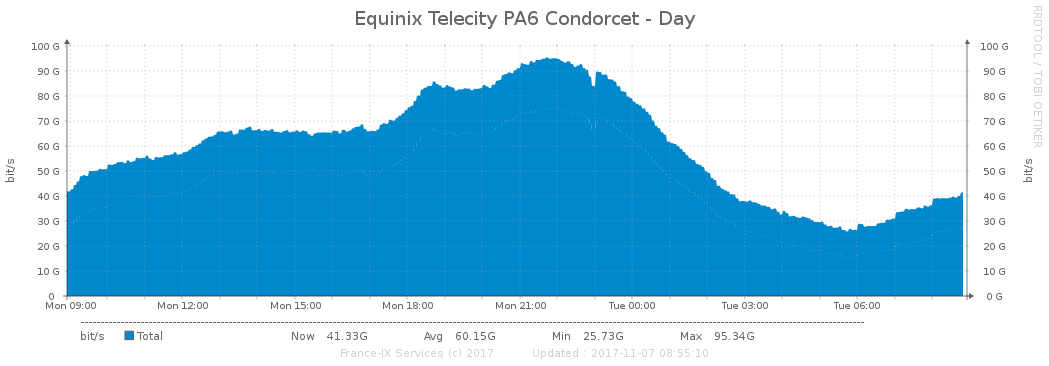 Equinix Telecity PA6 Condorcet - Day
RRDTOOL / TOBI OETIKER
bit/s
100 G
90 G
80 G
70 G
60 G
50 G
40 G
30 G
20 G
10 G
0
100 G
90 G
80 G
70 G
60 G
50 G
40 G
30 G
20 G
10 G
0 G
bit/s
Mon 09:00 Mon 12:00 Mon 15:00 Mon 18:00 Mon 21:00 Tue 00:00 Tue 03:00 Tue 06:00
bit/s Total Now 41.33G Avg 60.15G Min 25.73G Max 95.34G
France-IX Services (c) 2017 Updated : 2017-11-07 08:55:10